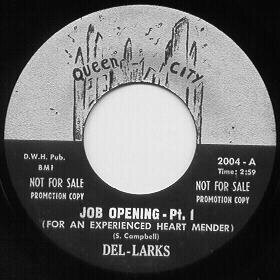 Queen CITY
D.W.H. Pub.
BMI
2004 - A
Time: 2:59
NOT FOR SALE
PROMOTION COPY
NOT FOR SALE
PROMOTION COPY
JOB OPENING - Pt. I
(FOR AN EXPERIENCED HEART MENDER)
(S. Campbell)
DEL-LARKS